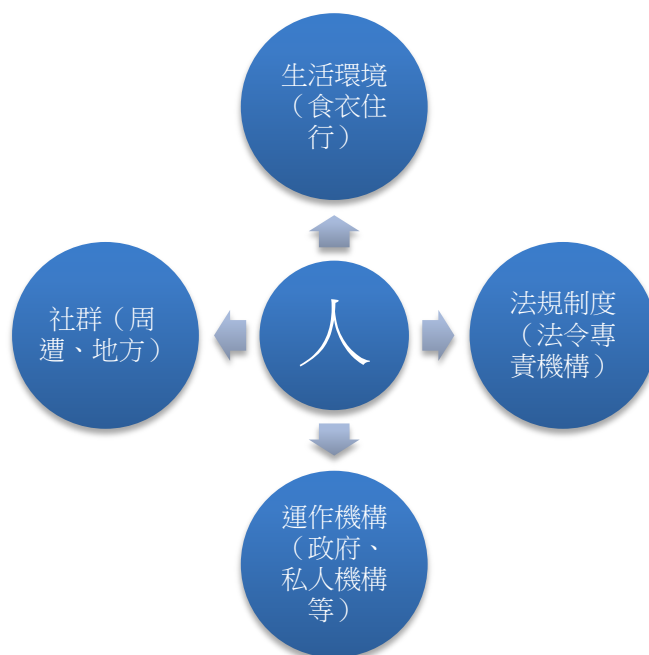 生活環境
（食衣住
行）
社群（周
遭、地方）
人
法規制度
（法令專
責機構）
運作機構
（政府、
私人機構
等）